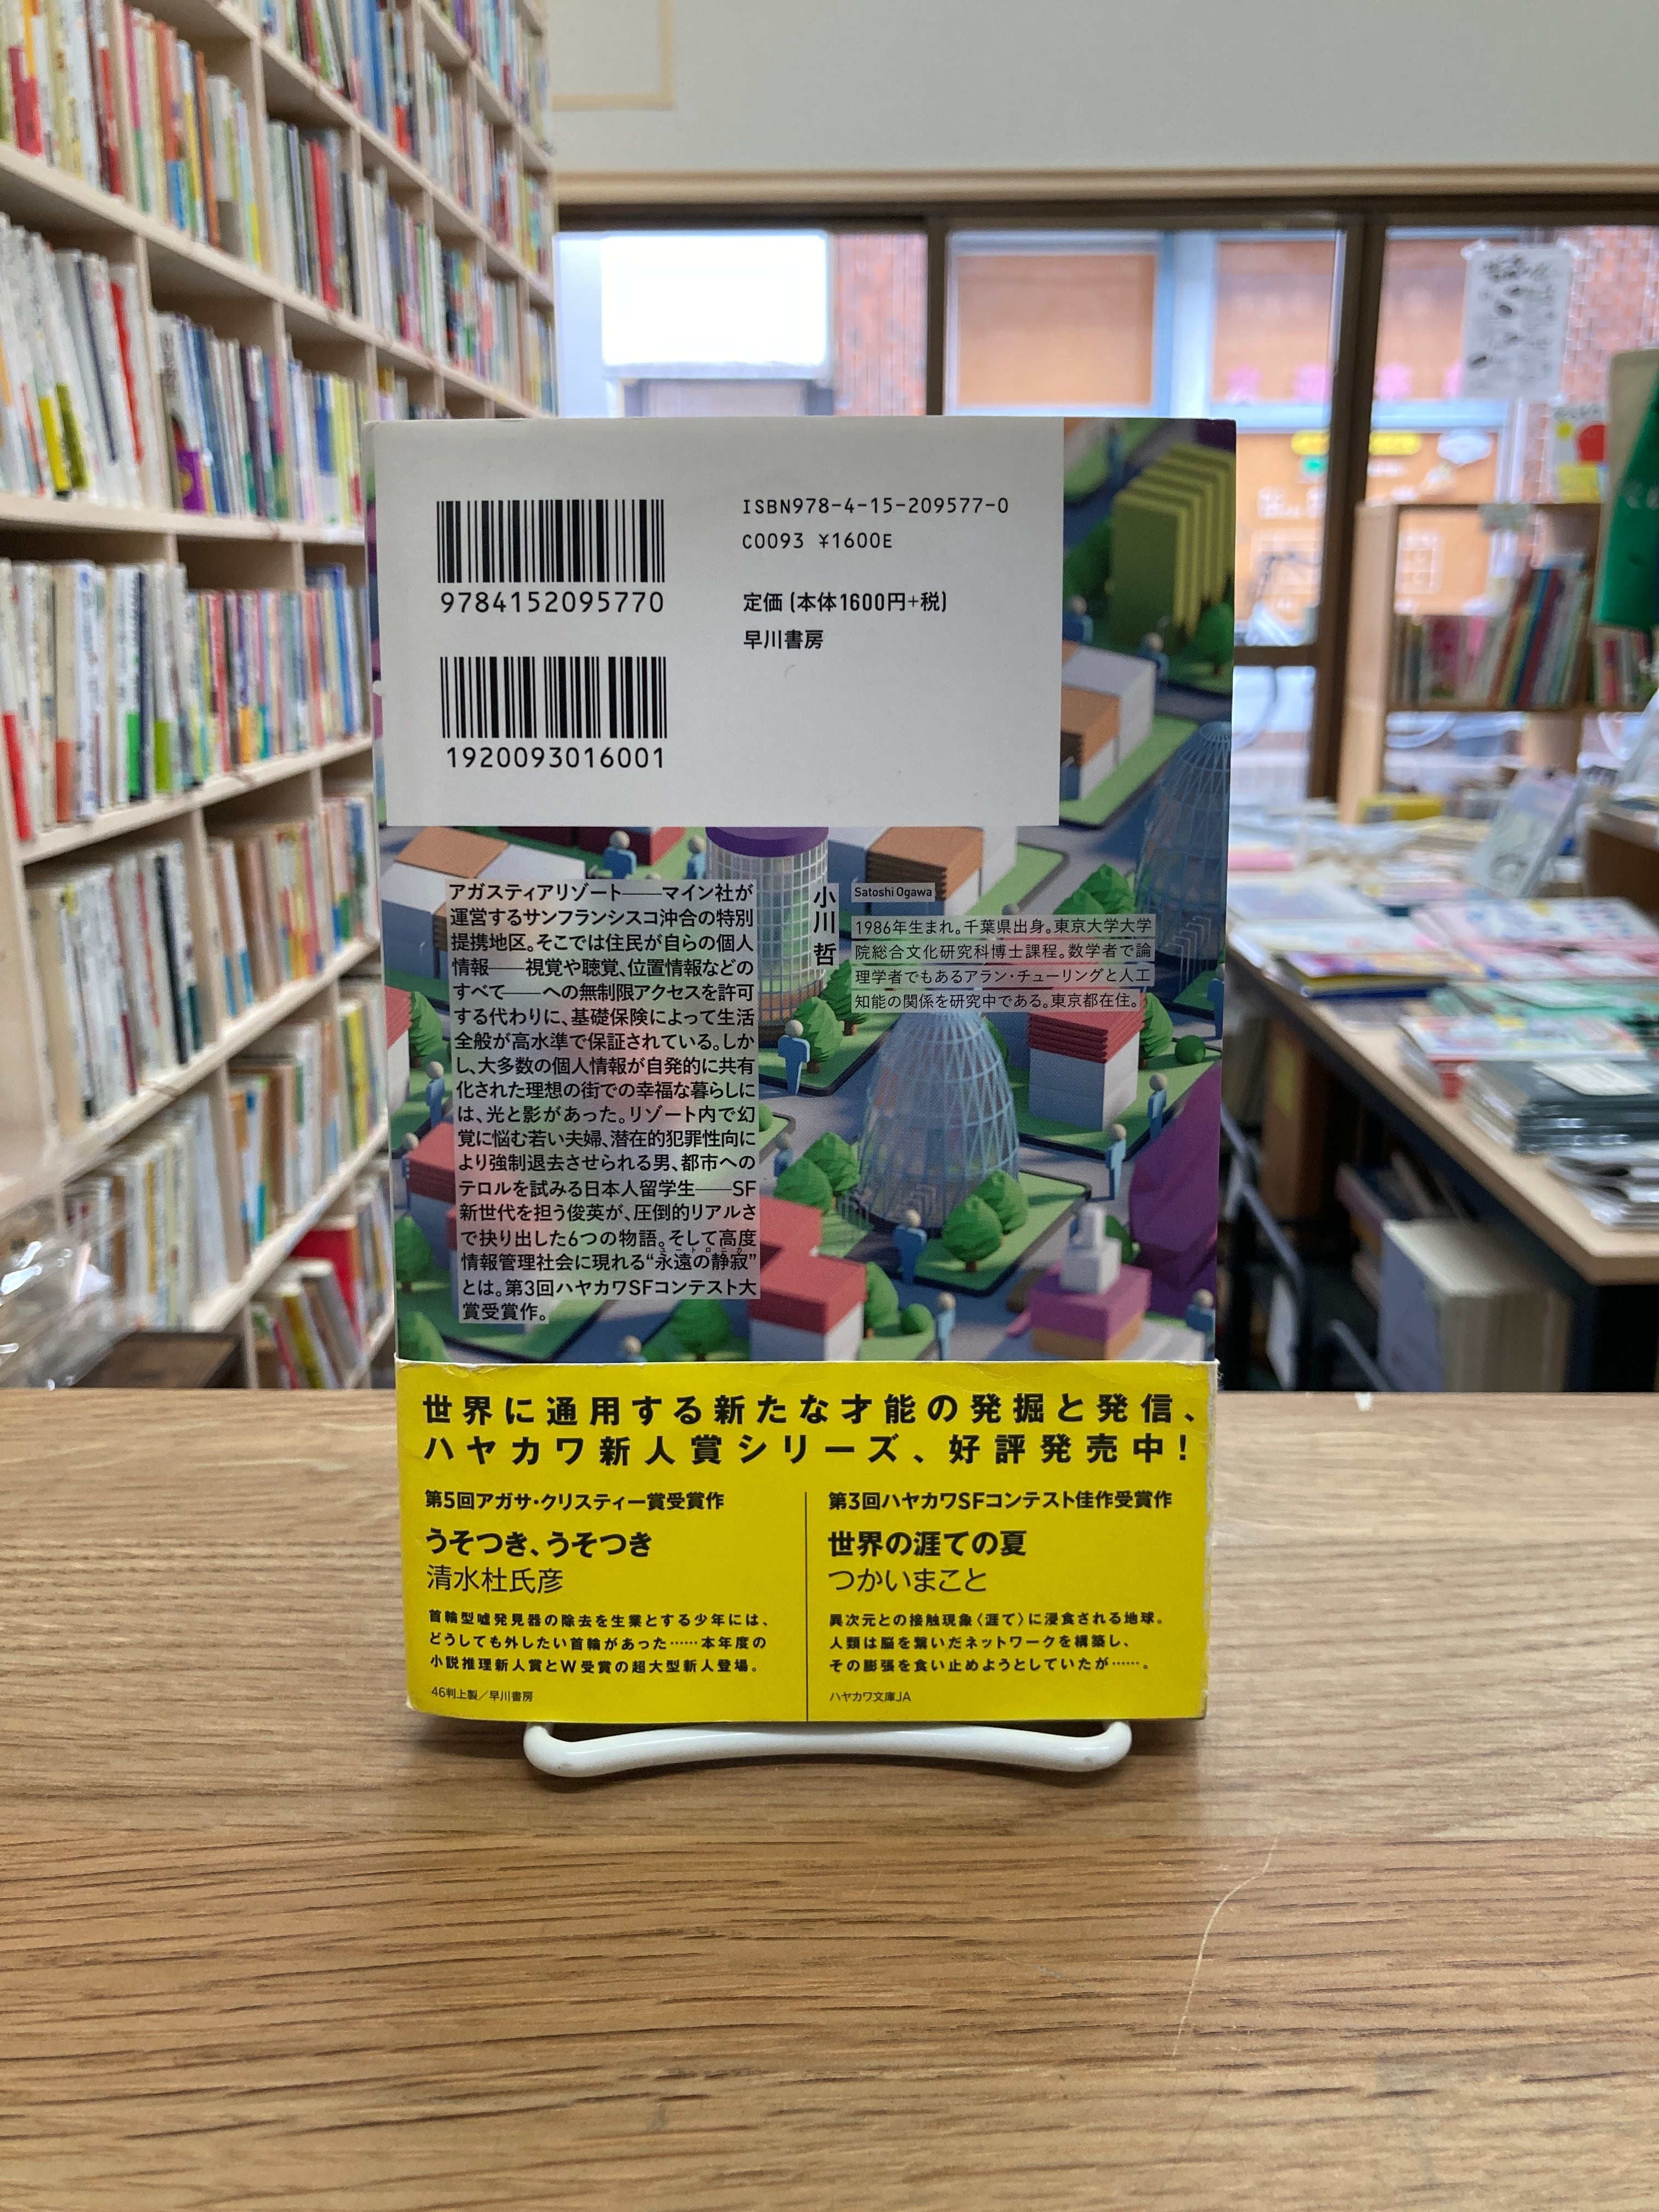 ISBN978-4-15-209577-0
C0093 ¥1600E
定価(本体1600円+税)
早川書房
9784152095770
1920093016001
アガスティアリゾート――マイン社が
運営するサンフランシスコ沖合の特別
提携地区。そこでは住民が自らの個人
情報――視覚や聴覚、位置情報などの
すべて――への無制限アクセスを許可
する代わりに、基礎保険によって生活
全般が高水準で保証されている。しか
し、大多数の個人情報が自発的に共有
化された理想の街での幸福な暮らしに
は、光と影があった。リゾート内で幻
覚に悩む若い夫婦、潜在的犯罪性向に
より強制退去させられる男、都市への
テロルを試みる日本人留学生――SF
新世代を担う俊英が、圧倒的リアルさ
で抉り出した6つの物語。そして高度
情報管理社会に現れる“永遠の静寂”
ユートロニカ
とは。第3回ハヤカワSFコンテスト大
賞受賞作。
小川 哲
Satoshi Ogawa
1986年生まれ。千葉県出身。東京大学大学
院総合文化研究科博士課程。数学者で論
理学者でもあるアラン・チューリングと人工
知能の関係を研究中である。東京都在住。
世界に通用する新たな才能の発掘と発信、
ハヤカワ新人賞シリーズ、好評発売中!
第5回アガサ・クリスティー賞受賞作
うそつき、うそつき
清水杜氏彦
首輪型嘘発見器の除去を生業とする少年には、
どうしても外したい首輪があった……本年度の
小説推理新人賞とW受賞の超大型新人登場。
46判上製/早川書房
第3回ハヤカワSFコンテスト佳作受賞作
世界の涯ての夏
つかいまこと
異次元との接触現象〈涯て〉に浸食される地球。
人類は脳を繋いだネットワークを構築し、
その膨張を食い止めようとしていたが……。
ハヤカワ文庫JA